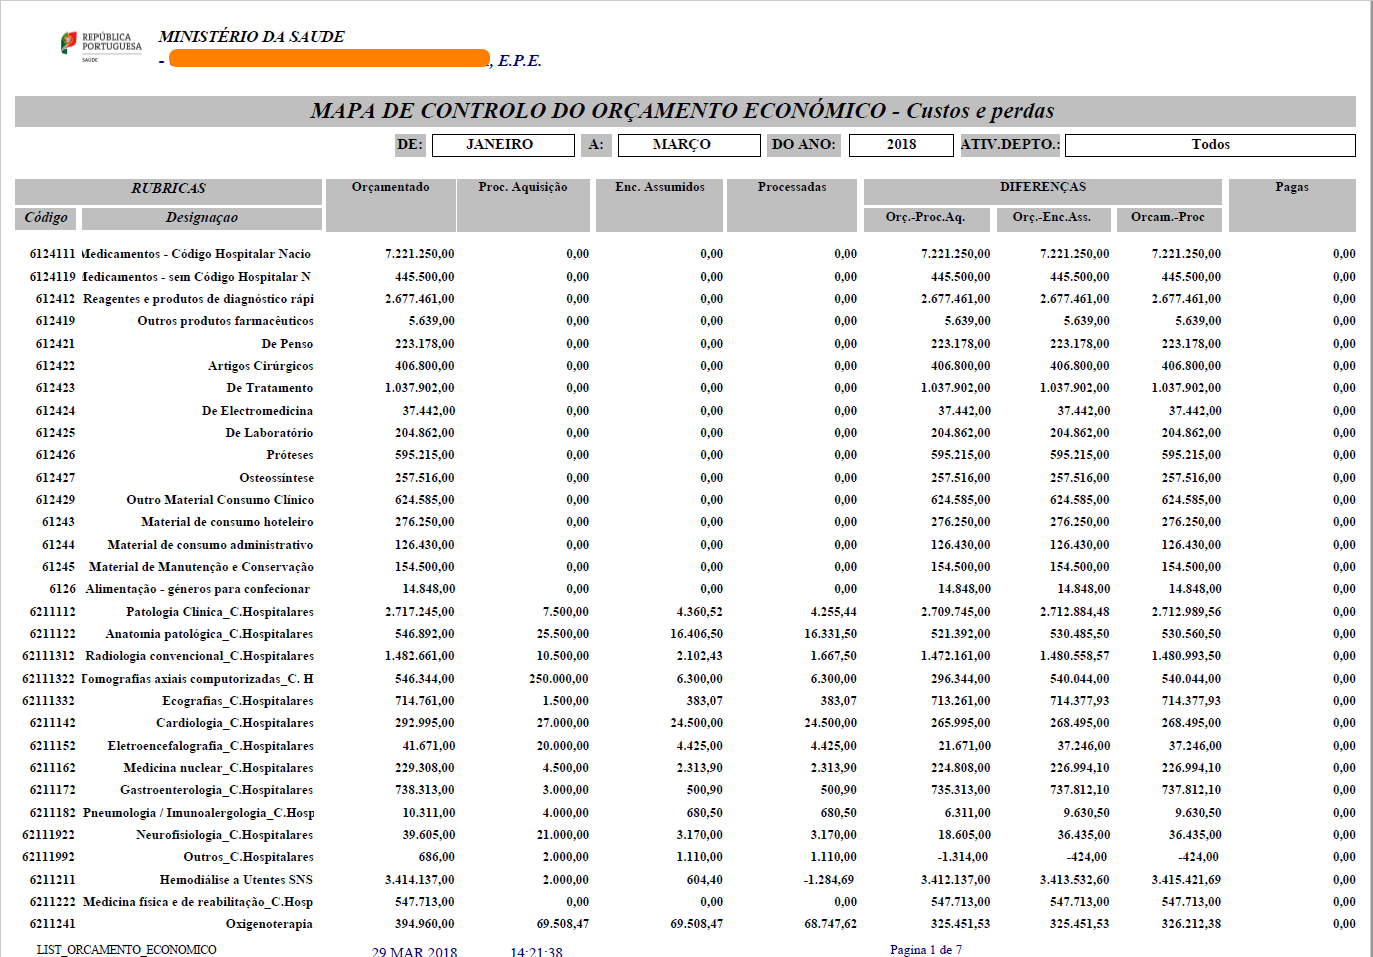 REPÚBLICA
PORTUGUESA
SAÚDE
MINISTÉRIO DA SAUDE
- , E.P.E.
MAPA DE CONTROLO DO ORÇAMENTO ECONÓMICO - Custos e perdas
DE: JANEIRO A: MARÇO DO ANO: 2018 ATIV.DEPTO.: Todos
RUBRICAS Orçamentado Proc. Aquisição Enc. Assumidos Processadas DIFERENÇAS Pagas
Código Designaçao Orç.-Proc.Aq. Orç.-Enc.Ass. Orcam.-Proc
6124111 Medicamentos - Código Hospitalar Nacio 7.221.250,00 0,00 0,00 0,00 7.221.250,00 7.221.250,00 7.221.250,00 0,00
6124119 Medicamentos - sem Código Hospitalar N 445.500,00 0,00 0,00 0,00 445.500,00 445.500,00 445.500,00 0,00
612412 Reagentes e produtos de diagnóstico rápi 2.677.461,00 0,00 0,00 0,00 2.677.461,00 2.677.461,00 2.677.461,00 0,00
612419 Outros produtos farmacêuticos 5.639,00 0,00 0,00 0,00 5.639,00 5.639,00 5.639,00 0,00
612421 De Penso 223.178,00 0,00 0,00 0,00 223.178,00 223.178,00 223.178,00 0,00
612422 Artigos Cirúrgicos 406.800,00 0,00 0,00 0,00 406.800,00 406.800,00 406.800,00 0,00
612423 De Tratamento 1.037.902,00 0,00 0,00 0,00 1.037.902,00 1.037.902,00 1.037.902,00 0,00
612424 De Electromedicina 37.442,00 0,00 0,00 0,00 37.442,00 37.442,00 37.442,00 0,00
612425 De Laboratório 204.862,00 0,00 0,00 0,00 204.862,00 204.862,00 204.862,00 0,00
612426 Próteses 595.215,00 0,00 0,00 0,00 595.215,00 595.215,00 595.215,00 0,00
612427 Osteossíntese 257.516,00 0,00 0,00 0,00 257.516,00 257.516,00 257.516,00 0,00
612429 Outro Material Consumo Clínico 624.585,00 0,00 0,00 0,00 624.585,00 624.585,00 624.585,00 0,00
61243 Material de consumo hoteleiro 276.250,00 0,00 0,00 0,00 276.250,00 276.250,00 276.250,00 0,00
61244 Material de consumo administrativo 126.430,00 0,00 0,00 0,00 126.430,00 126.430,00 126.430,00 0,00
61245 Material de Manutenção e Conservação 154.500,00 0,00 0,00 0,00 154.500,00 154.500,00 154.500,00 0,00
6126 Alimentação - géneros para confecionar 14.848,00 0,00 0,00 0,00 14.848,00 14.848,00 14.848,00 0,00
6211112 Patologia Clínica_C.Hospitalares 2.717.245,00 7.500,00 4.360,52 4.255,44 2.709.745,00 2.712.884,48 2.712.989,56 0,00
6211122 Anatomia patológica_C.Hospitalares 546.892,00 25.500,00 16.406,50 16.331,50 521.392,00 530.485,50 530.560,50 0,00
62111312 Radiologia convencional_C.Hospitalares 1.482.661,00 10.500,00 2.102,43 1.667,50 1.472.161,00 1.480.558,57 1.480.993,50 0,00
62111322 Tomografias axiais computorizadas_C. H 546.344,00 250.000,00 6.300,00 6.300,00 296.344,00 540.044,00 540.044,00 0,00
62111332 Ecografias_C.Hospitalares 714.761,00 1.500,00 383,07 383,07 713.261,00 714.377,93 714.377,93 0,00
6211142 Cardiologia_C.Hospitalares 292.995,00 27.000,00 24.500,00 24.500,00 265.995,00 268.495,00 268.495,00 0,00
6211152 Eletroencefalografia_C.Hospitalares 41.671,00 20.000,00 4.425,00 4.425,00 21.671,00 37.246,00 37.246,00 0,00
6211162 Medicina nuclear_C.Hospitalares 229.308,00 4.500,00 2.313,90 2.313,90 224.808,00 226.994,10 226.994,10 0,00
6211172 Gastroenterologia_C.Hospitalares 738.313,00 3.000,00 500,90 500,90 735.313,00 737.812,10 737.812,10 0,00
6211182 Pneumologia / Imunoalergologia_C.Hosp 10.311,00 4.000,00 680,50 680,50 6.311,00 9.630,50 9.630,50 0,00
62111922 Neurofisiologia_C.Hospitalares 39.605,00 21.000,00 3.170,00 3.170,00 18.605,00 36.435,00 36.435,00 0,00
62111992 Outros_C.Hospitalares 686,00 2.000,00 1.110,00 1.110,00 -1.314,00 -424,00 -424,00 0,00
6211211 Hemodiálise a Utentes SNS 3.414.137,00 2.000,00 604,40 -1.284,69 3.412.137,00 3.413.532,60 3.415.421,69 0,00
6211222 Medicina física e de reabilitação_C.Hosp 547.713,00 0,00 0,00 0,00 547.713,00 547.713,00 547.713,00 0,00
6211241 Oxigenoterapia 394.960,00 69.508,47 69.508,47 68.747,62 325.451,53 325.451,53 326.212,38 0,00
LIST_ORCAMENTO_ECONOMICO 29 MAR 2018 14:21:38 Pagina 1 de 7